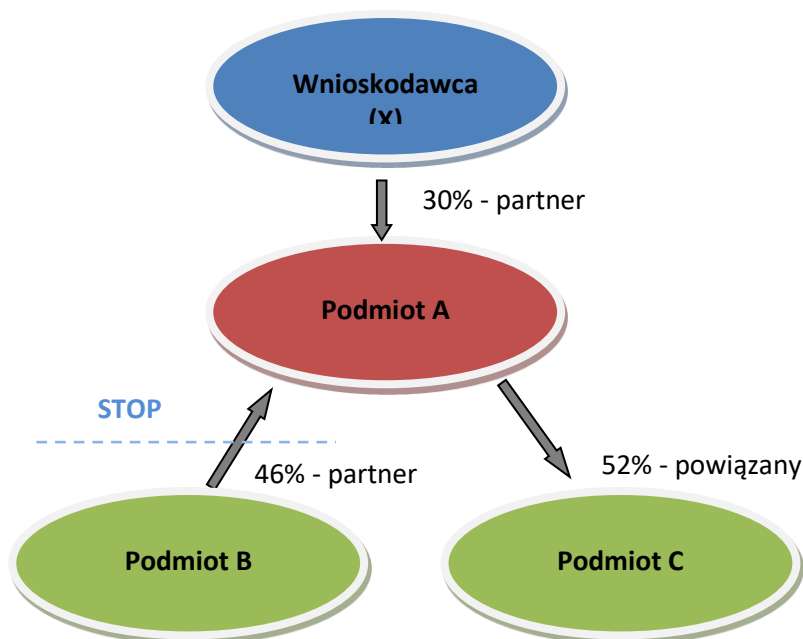 Wnioskodawca
(x)
30% - partner
Podmiot A
STOP
46% - partner
52% - powiązany
Podmiot B
Podmiot C